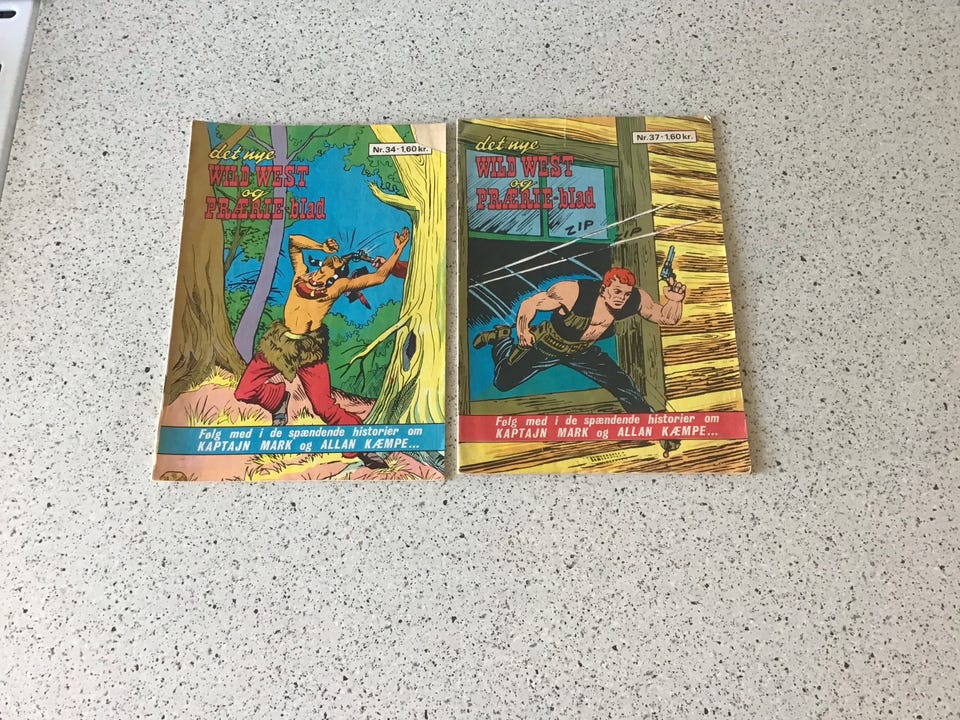 Nr. 34 - 1,60 kr.
det nye
WILD WEST
og
PRÆRIE-blad
Følg med i de spændende historier om
KAPTAJN MARK og ALLAN KÆMPE...
Nr. 37 - 1,60 kr.
det nye
WILD WEST
og
PRÆRIE-blad
ZIP
ZIP
Følg med i de spændende historier om
KAPTAJN MARK og ALLAN KÆMPE...